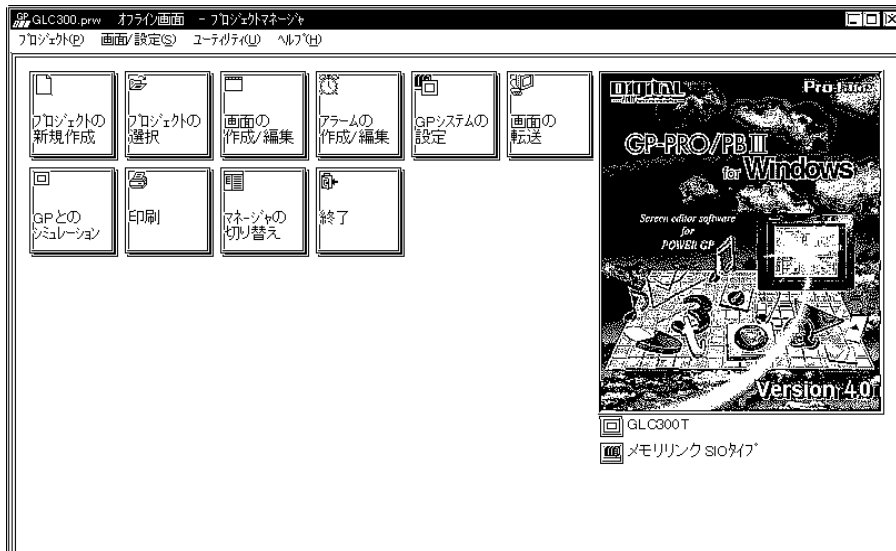 GLC300.prw オフライン画面 - プロジェクトマネージャ
プロジェクト(P) 画面/設定(S) ユーティリティ(U) ヘルプ(H)
プロジェクトの
新規作成
プロジェクトの
選択
画面の
作成/編集
アラームの
作成/編集
GPシステムの
設定
画面の
転送
GPとの
シミュレーション
印刷
マネージャの
切り替え
終了
DIGITAL
Pro-face
GP-PRO/PBⅢ
for Windows
Screen editor software
for
POWER GP
Version 4.0
GLC300T
メモリリンクSIOタイプ